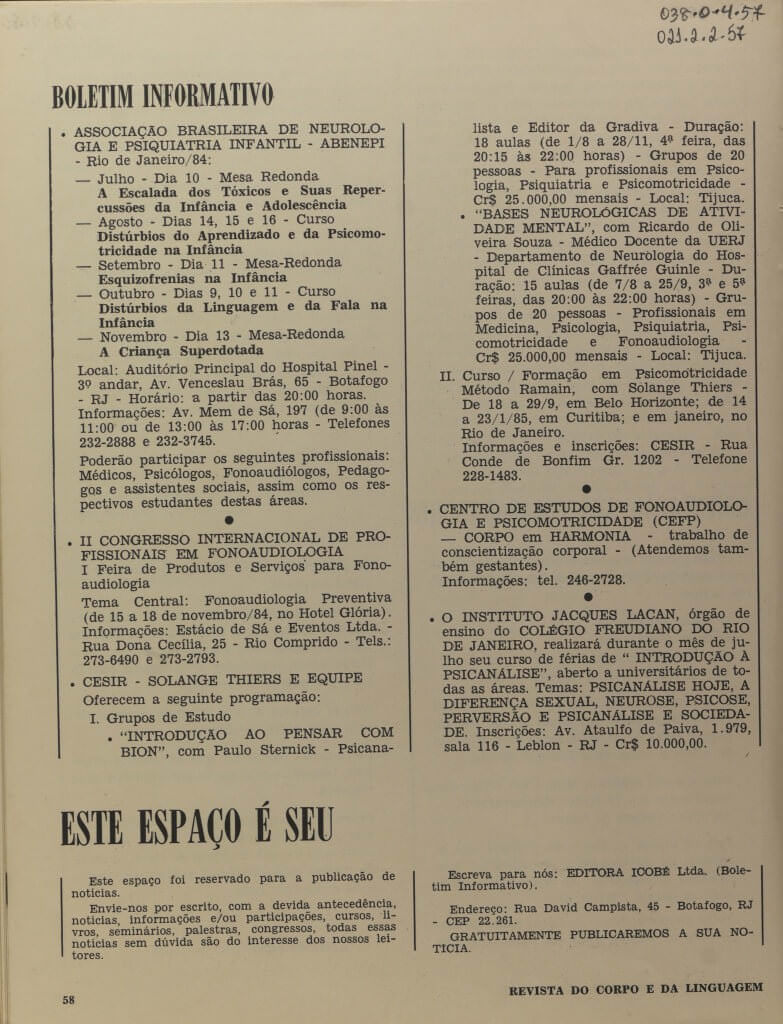 038.0.4.57
021.2.2.57
BOLETIM INFORMATIVO
• ASSOCIAÇÃO BRASILEIRA DE NEUROLO-
GIA E PSIQUIATRIA INFANTIL - ABENEPI
- Rio de Janeiro/84:
— Julho - Dia 10 - Mesa Redonda
A Escalada dos Tóxicos e Suas Reper-
cussões da Infância e Adolescência
— Agosto - Dias 14, 15 e 16 - Curso
Distúrbios do Aprendizado e da Psicomo-
tricidade na Infância
— Setembro - Dia 11 - Mesa-Redonda
Esquizofrenias na Infância
— Outubro - Dias 9, 10 e 11 - Curso
Distúrbios da Linguagem e da Fala na
Infância
— Novembro - Dia 13 - Mesa-Redonda
A Criança Superdotada
Local: Auditório Principal do Hospital Pinel -
3º andar, Av. Venceslau Brás, 65 - Botafogo
- RJ - Horário: a partir das 20:00 horas.
Informações: Av. Mem de Sá, 197 (de 9:00 às
11:00 ou de 13:00 às 17:00 horas - Telefones
232-2888 e 232-3745.
Poderão participar os seguintes profissionais:
Médicos, Psicólogos, Fonoaudiólogos, Pedago-
gos e assistentes sociais, assim como os res-
pectivos estudantes destas áreas.
●
• II CONGRESSO INTERNACIONAL DE PRO-
FISSIONAIS EM FONOAUDIOLOGIA
I Feira de Produtos e Serviços para Fono-
audiologia
Tema Central: Fonoaudiologia Preventiva
(de 15 a 18 de novembro/84, no Hotel Glória).
Informações: Estácio de Sá e Eventos Ltda. -
Rua Dona Cecília, 25 - Rio Comprido - Tels.:
273-6490 e 273-2793.
• CESIR - SOLANGE THIERS E EQUIPE
Oferecem a seguinte programação:
I. Grupos de Estudo
• "INTRODUÇÃO AO PENSAR COM
BION", com Paulo Sternick - Psicana-
lista e Editor da Gradiva - Duração:
18 aulas (de 1/8 a 28/11, 4ª feira, das
20:15 às 22:00 horas) - Grupos de 20
pessoas - Para profissionais em Psico-
logia, Psiquiatria e Psicomotricidade -
Cr$ 25.000,00 mensais - Local: Tijuca.
• "BASES NEUROLÓGICAS DE ATIVI-
DADE MENTAL", com Ricardo de Oli-
veira Souza - Médico Docente da UERJ
- Departamento de Neurologia do Hos-
pital de Clínicas Gaffrée Guinle - Du-
ração: 15 aulas (de 7/8 a 25/9, 3ª e 5ª
feiras, das 20:00 às 22:00 horas) - Gru-
pos de 20 pessoas - Profissionais em
Medicina, Psicologia, Psiquiatria, Psi-
comotricidade e Fonoaudiologia -
Cr$ 25.000,00 mensais - Local: Tijuca.
II. Curso / Formação em Psicomotricidade
Método Ramain, com Solange Thiers -
De 18 a 29/9, em Belo Horizonte; de 14
a 23/1/85, em Curitiba; e em janeiro, no
Rio de Janeiro.
Informações e inscrições: CESIR - Rua
Conde de Bonfim Gr. 1202 - Telefone
228-1483.
●
• CENTRO DE ESTUDOS DE FONOAUDIOLO-
GIA E PSICOMOTRICIDADE (CEFP)
— CORPO em HARMONIA - trabalho de
conscientização corporal - (Atendemos tam-
bém gestantes).
Informações: tel. 246-2728.
●
• O INSTITUTO JACQUES LACAN, órgão de
ensino do COLÉGIO FREUDIANO DO RIO
DE JANEIRO, realizará durante o mês de ju-
lho seu curso de férias de " INTRODUÇÃO À
PSICANÁLISE", aberto a universitários de to-
das as áreas. Temas: PSICANÁLISE HOJE, A
DIFERENÇA SEXUAL, NEUROSE, PSICOSE,
PERVERSÃO E PSICANÁLISE E SOCIEDA-
DE. Inscrições: Av. Ataulfo de Paiva, 1.979,
sala 116 - Leblon - RJ - Cr$ 10.000,00.
ESTE ESPAÇO É SEU
Este espaço foi reservado para a publicação de
noticias.
Envie-nos por escrito, com a devida antecedência,
noticias, informações e/ou participações, cursos, li-
vros, seminários, palestras, congressos, todas essas
noticias sem dúvida são do interesse dos nossos lei-
tores.
Escreva para nós: EDITORA ICOBÉ Ltda. (Bole-
tim Informativo).
Endereço: Rua David Campista, 45 - Botafogo, RJ
- CEP 22.261.
GRATUITAMENTE PUBLICAREMOS A SUA NO-
TÍCIA.
58
REVISTA DO CORPO E DA LINGUAGEM